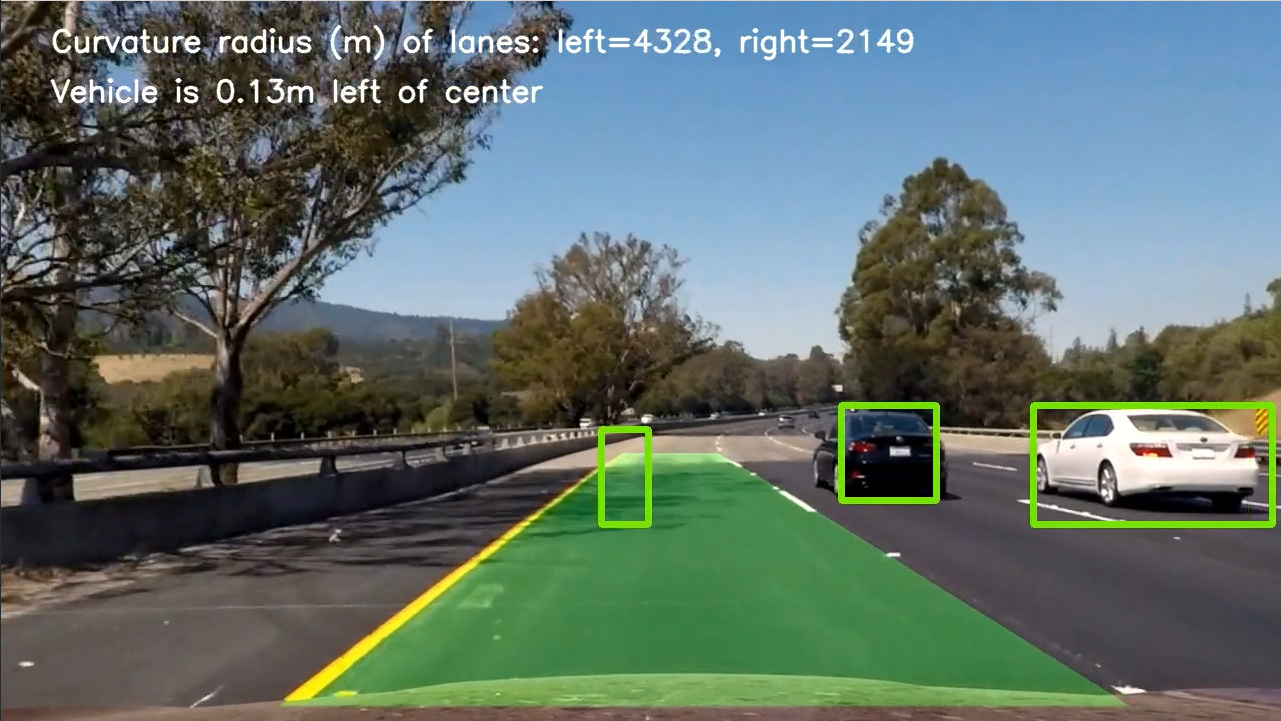 Curvature radius (m) of lanes: left=4328, right=2149
Vehicle is 0.13m left of center